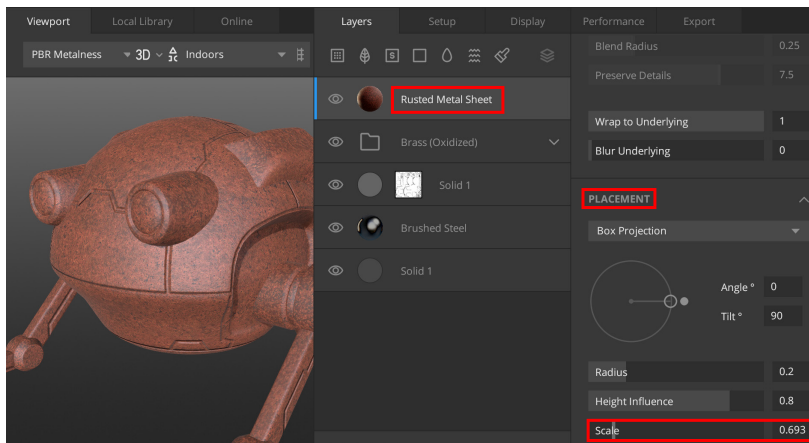 Viewport Local Library Online Layers Setup Display Performance Export
PBR Metalness 3D Indoors
Blend Radius 0.25
Preserve Details 7.5
Rusted Metal Sheet
Wrap to Underlying 1
Brass (Oxidized)
Blur Underlying 0
Solid 1
PLACEMENT
Brushed Steel
Box Projection
Solid 1
Angle ° 0
Tilt ° 90
Radius 0.2
Height Influence 0.8
Scale 0.693